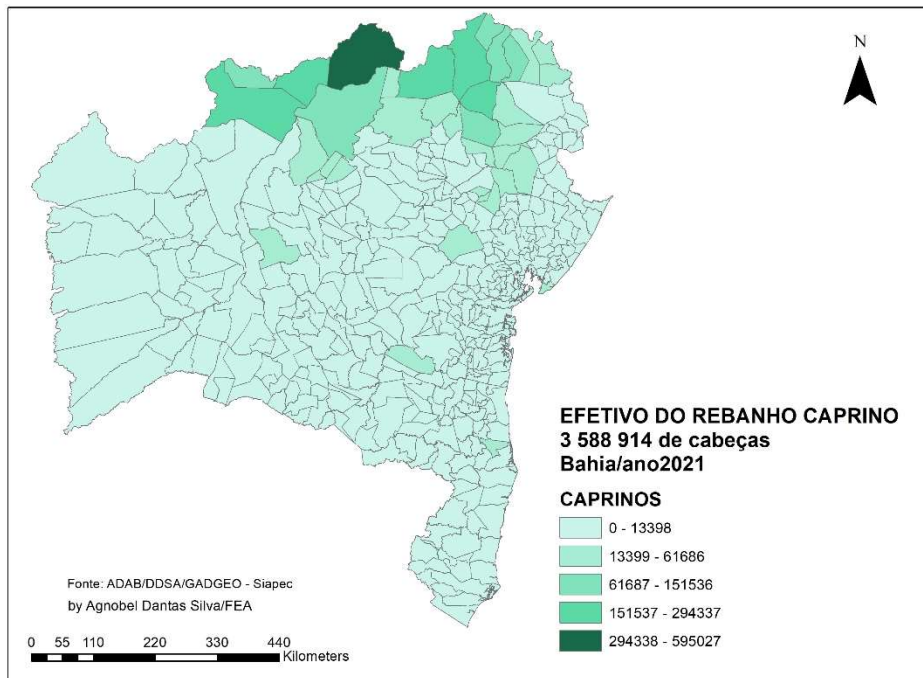 N
EFETIVO DO REBANHO CAPRINO
3 588 914 de cabeças
Bahia/ano2021
CAPRINOS
0 - 13398
13399 - 61686
61687 - 151536
151537 - 294337
294338 - 595027
Fonte: ADAB/DDSA/GADGEO - Siapec
by Agnobel Dantas Silva/FEA
0 55 110 220 330 440
Kilometers